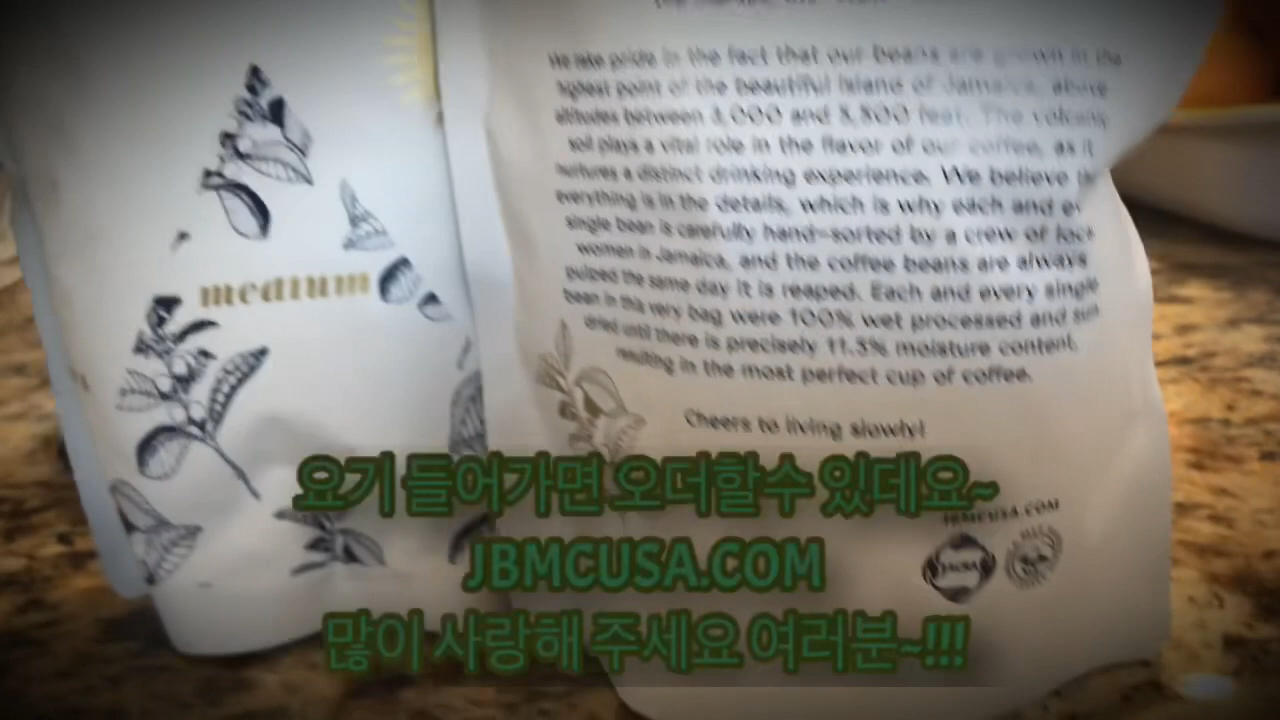 medium
We take pride in the fact that our beans are grown in the
highest point of the beautiful island of Jamaica, above
altitudes between 3,000 and 5,500 feet. The volcanic
soil plays a vital role in the flavor of our coffee, as it
nurtures a distinct drinking experience. We believe
everything is in the details, which is why each and
single bean is carefully hand-sorted by a crew of
women in Jamaica, and the coffee beans are always
pulped the same day it is reaped. Each and every single
bean in this very bag were 100% wet processed and sun
dried until there is precisely 11.5% moisture content,
resulting in the most perfect cup of coffee.
Cheers to living slowly!
JBMCUSA.COM
요기 들어가면 오더할수 있데요~
JBMCUSA.COM
많이 사랑해 주세요 여러분~!!!